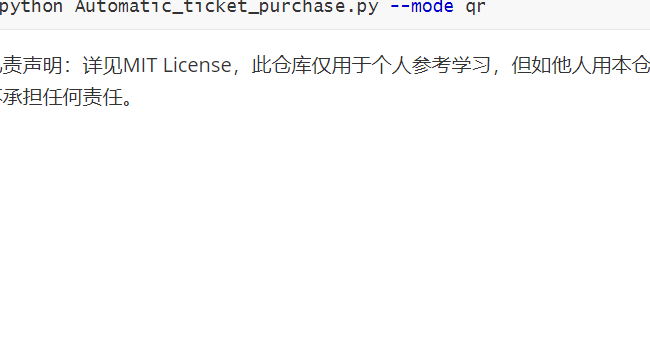 python Automatic_ticket_purchase.py --mode qr
责声明：详见MIT License，此仓库仅用于个人参考学习，但如他人用本仓
承担任何责任。